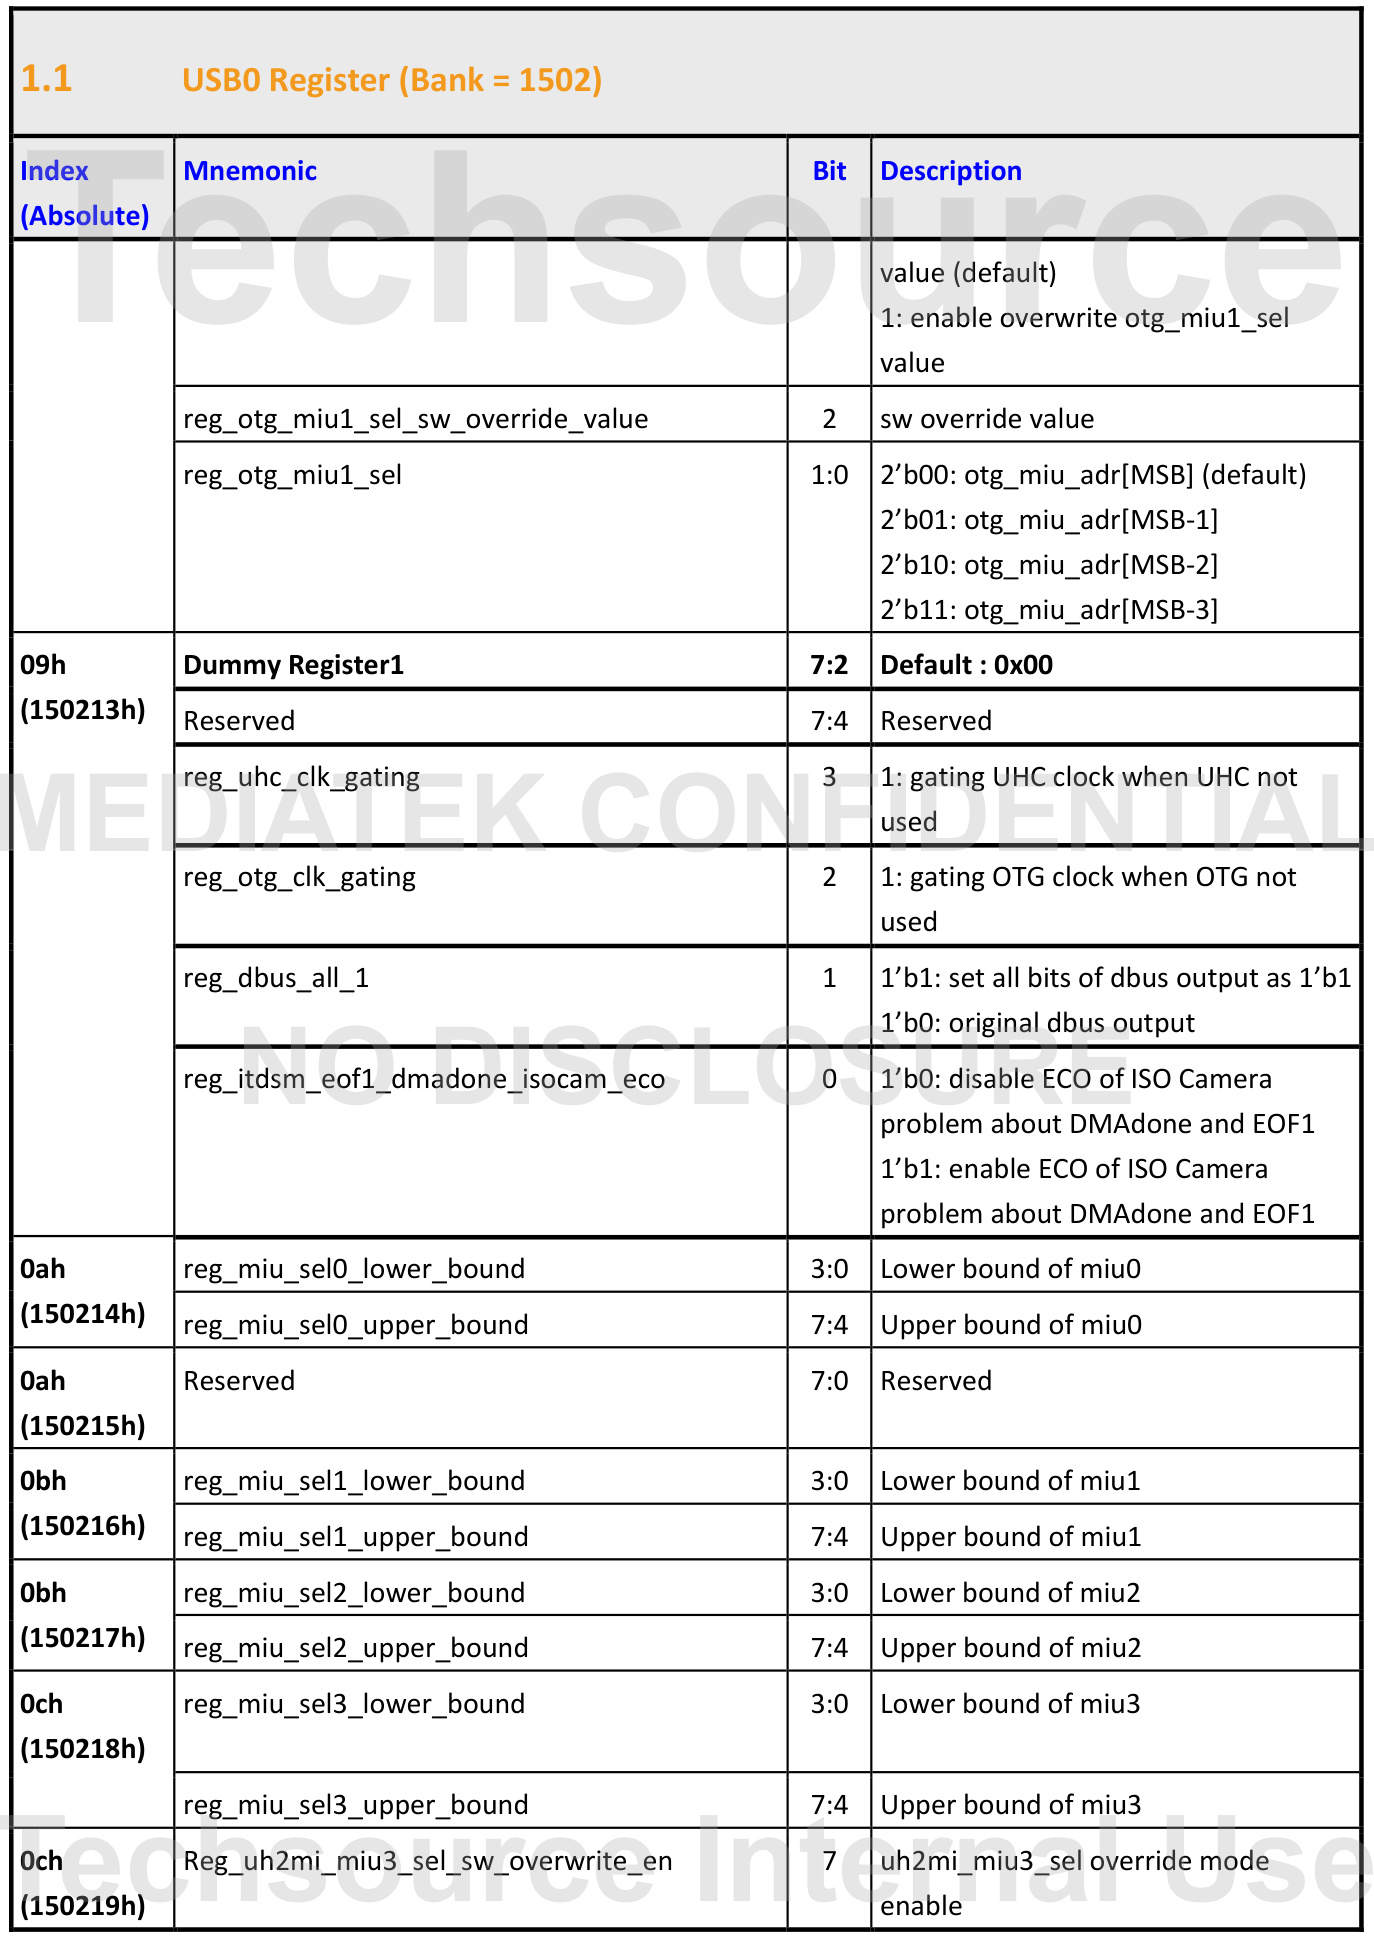 1.1 USB0 Register (Bank = 1502)
Index Mnemonic Bit Description
(Absolute)
Techsource
value (default)
1: enable overwrite otg_miu1_sel
value
reg_otg_miu1_sel_sw_override_value 2 sw override value
reg_otg_miu1_sel 1:0 2’b00: otg_miu_adr[MSB] (default)
2’b01: otg_miu_adr[MSB-1]
2’b10: otg_miu_adr[MSB-2]
2’b11: otg_miu_adr[MSB-3]
09h Dummy Register1 7:2 Default : 0x00
(150213h)
Reserved 7:4 Reserved
reg_uhc_clk_gating 3 1: gating UHC clock when UHC not
used
MEDIATEK CONFIDENTIAL
reg_otg_clk_gating 2 1: gating OTG clock when OTG not
used
reg_dbus_all_1 1 1’b1: set all bits of dbus output as 1’b1
1’b0: original dbus output
NO DISCLOSURE
reg_itdsm_eof1_dmadone_isocam_eco 0 1’b0: disable ECO of ISO Camera
problem about DMAdone and EOF1
1’b1: enable ECO of ISO Camera
problem about DMAdone and EOF1
0ah reg_miu_sel0_lower_bound 3:0 Lower bound of miu0
(150214h)
reg_miu_sel0_upper_bound 7:4 Upper bound of miu0
0ah Reserved 7:0 Reserved
(150215h)
0bh reg_miu_sel1_lower_bound 3:0 Lower bound of miu1
(150216h)
reg_miu_sel1_upper_bound 7:4 Upper bound of miu1
0bh reg_miu_sel2_lower_bound 3:0 Lower bound of miu2
(150217h)
reg_miu_sel2_upper_bound 7:4 Upper bound of miu2
0ch reg_miu_sel3_lower_bound 3:0 Lower bound of miu3
(150218h)
reg_miu_sel3_upper_bound 7:4 Upper bound of miu3
Techsource Internal Use
0ch Reg_uh2mi_miu3_sel_sw_overwrite_en 7 uh2mi_miu3_sel override mode
(150219h) enable